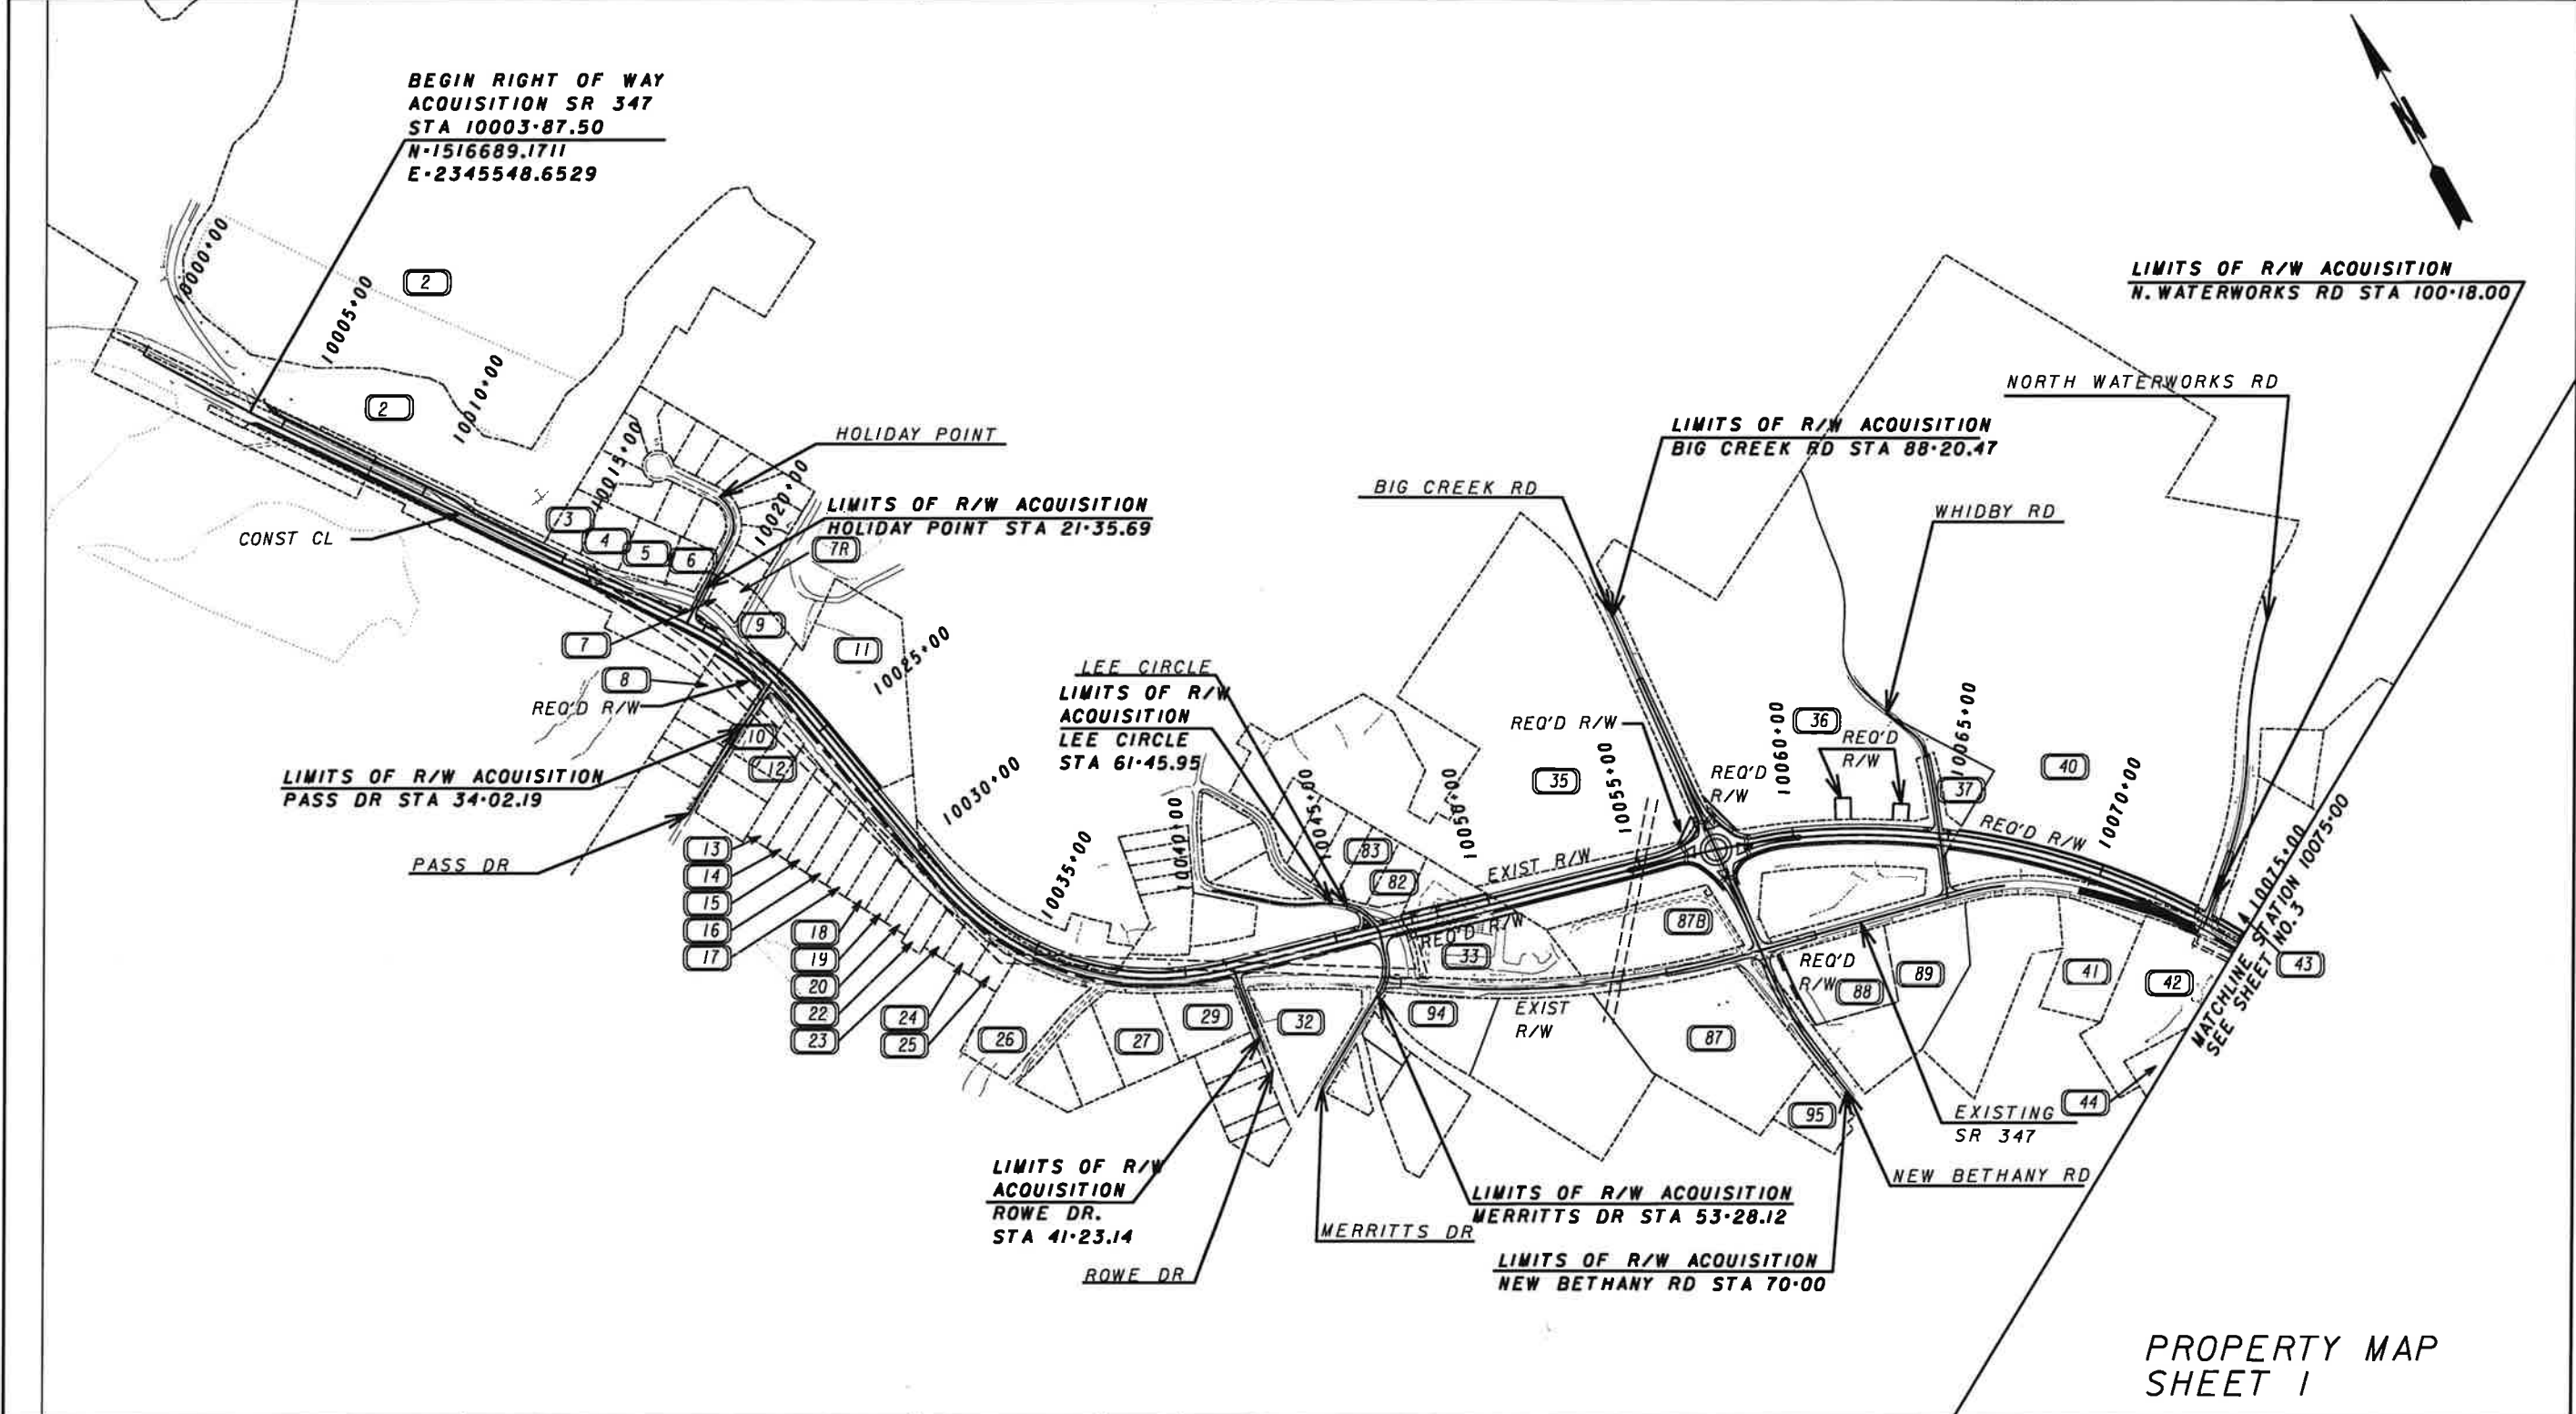 BEGIN RIGHT OF WAY
ACQUISITION SR 347
STA 10003+87.50
N=1516689.1711
E=2345548.6529
N
10000+00
10005+00
10010+00
10015+00
10020+00
10025+00
10030+00
10035+00
10040+00
10045+00
10050+00
10055+00
10060+00
10065+00
10070+00
2
2
CONST CL
HOLIDAY POINT
LIMITS OF R/W ACQUISITION
HOLIDAY POINT STA 21+35.69
3
4
5
6
7R
7
8
9
11
REQ'D R/W
10
12
LIMITS OF R/W ACQUISITION
PASS DR STA 34+02.19
PASS DR
13
14
15
16
17
18
19
20
22
23
24
25
26
27
29
32
LEE CIRCLE
LIMITS OF R/W
ACQUISITION
LEE CIRCLE
STA 61+45.95
83
82
EXIST R/W
REQ'D R/W
33
94
EXIST
R/W
BIG CREEK RD
LIMITS OF R/W ACQUISITION
BIG CREEK RD STA 88+20.47
REQ'D R/W
35
REQ'D
R/W
36
REQ'D
R/W
WHIDBY RD
37
40
REQ'D R/W
NORTH WATERWORKS RD
LIMITS OF R/W ACQUISITION
N. WATERWORKS RD STA 100+18.00
87B
87
REQ'D
R/W
88
89
41
42
43
44
95
MATCHLINE A 10075+00
STATION 10075+00
SEE SHEET NO. 3
EXISTING
SR 347
NEW BETHANY RD
LIMITS OF R/W
ACQUISITION
ROWE DR.
STA 41+23.14
ROWE DR
MERRITTS DR
LIMITS OF R/W ACQUISITION
MERRITTS DR STA 53+28.12
LIMITS OF R/W ACQUISITION
NEW BETHANY RD STA 70+00
PROPERTY MAP
SHEET 1